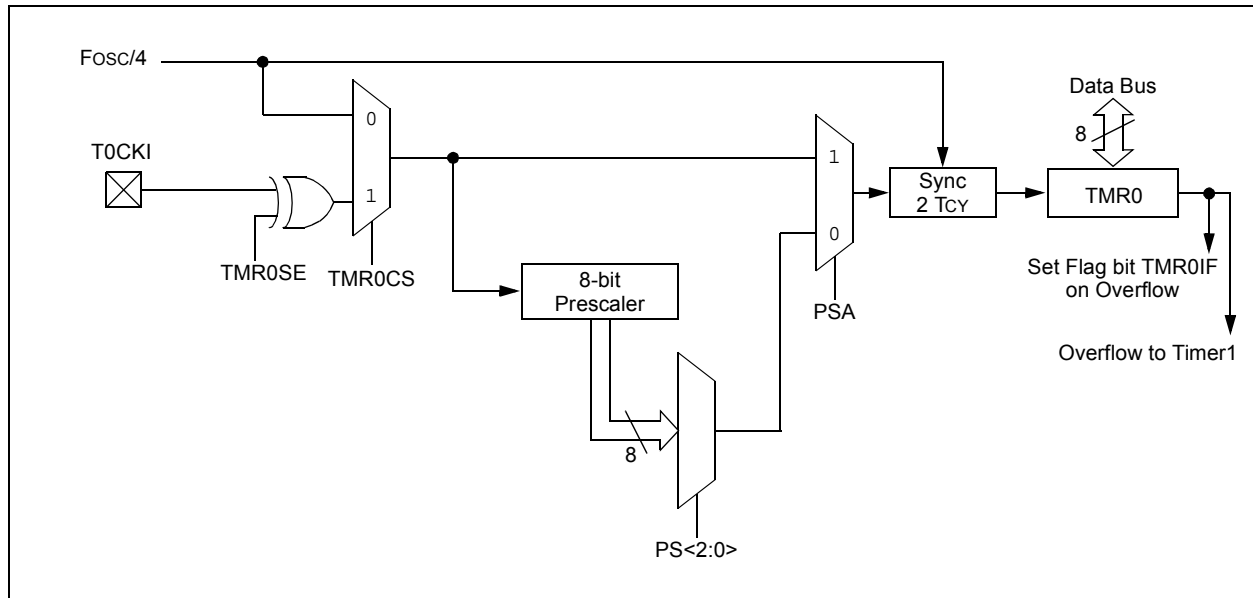 FOSC/4
Data Bus
8
T0CKI
0
1
1
0
Sync
2 TCY
TMR0
TMR0SE
TMR0CS
8-bit
Prescaler
PSA
Set Flag bit TMR0IF
on Overflow
Overflow to Timer1
8
PS<2:0>